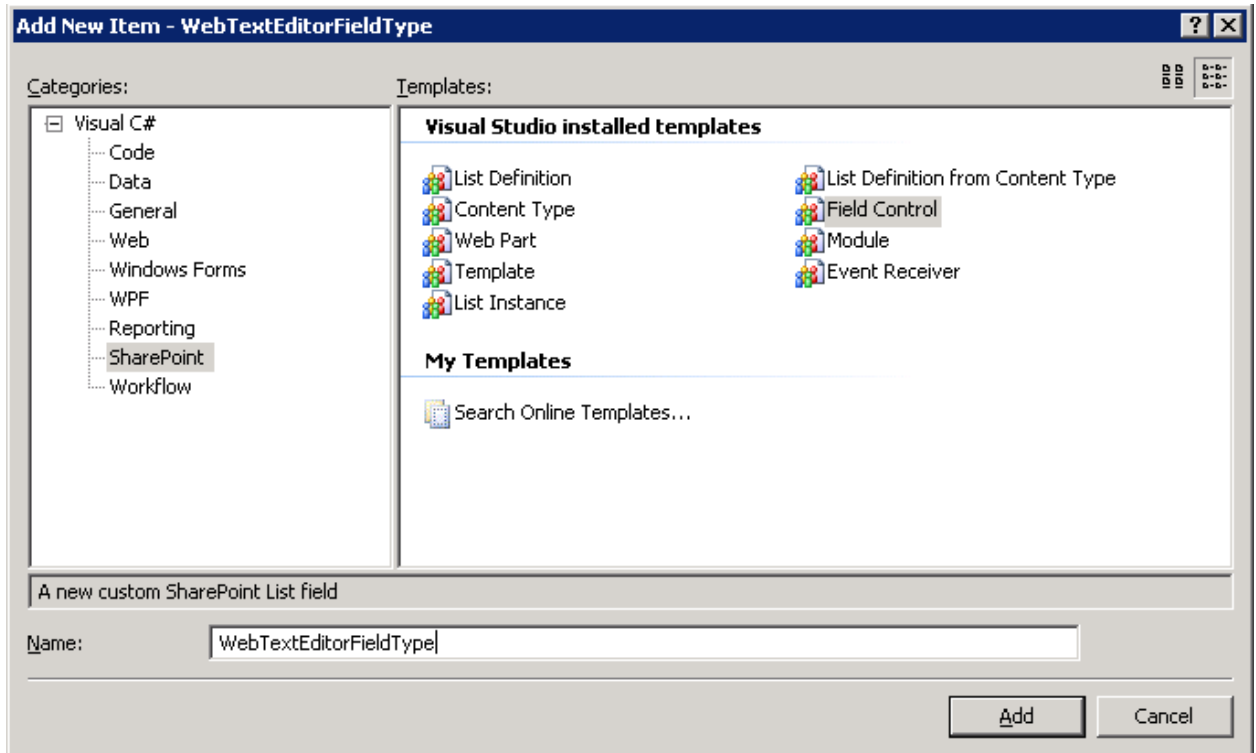 Add New Item - WebTextEditorFieldType
Categories:
Templates:
Visual C#
Code
Data
General
Web
Windows Forms
WPF
Reporting
SharePoint
Workflow
Visual Studio installed templates
List Definition
List Definition from Content Type
Content Type
Field Control
Web Part
Module
Template
Event Receiver
List Instance
My Templates
Search Online Templates...
A new custom SharePoint List field
Name:
WebTextEditorFieldType
Add
Cancel